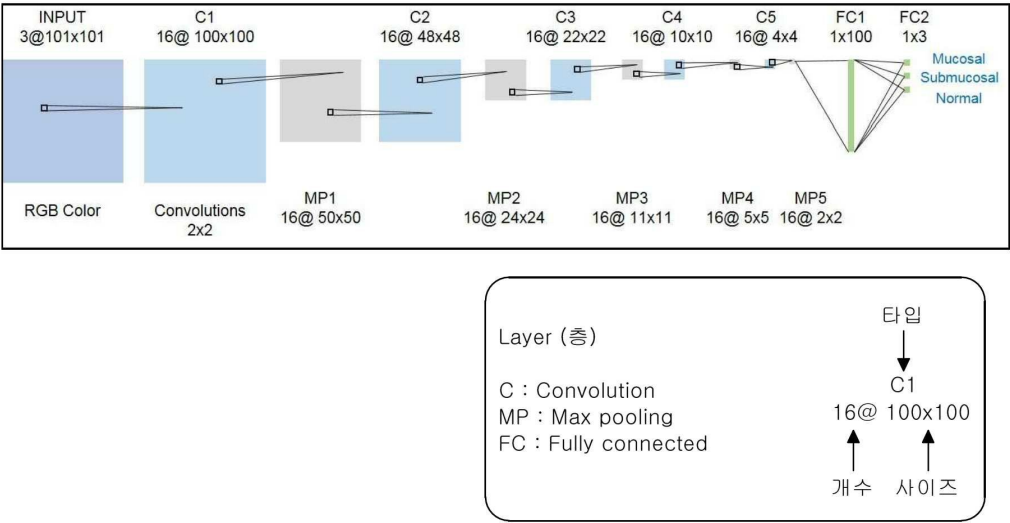 INPUT
3@101x101
C1
16@ 100x100
C2
16@ 48x48
C3
16@ 22x22
C4
16@ 10x10
C5
16@ 4x4
FC1
1x100
FC2
1x3
Mucosal
Submucosal
Normal
RGB Color
Convolutions
2x2
MP1
16@ 50x50
MP2
16@ 24x24
MP3
16@ 11x11
MP4
16@ 5x5
MP5
16@ 2x2
Layer (층)
C : Convolution
MP : Max pooling
FC : Fully connected
타입
C1
16@ 100x100
개수 사이즈